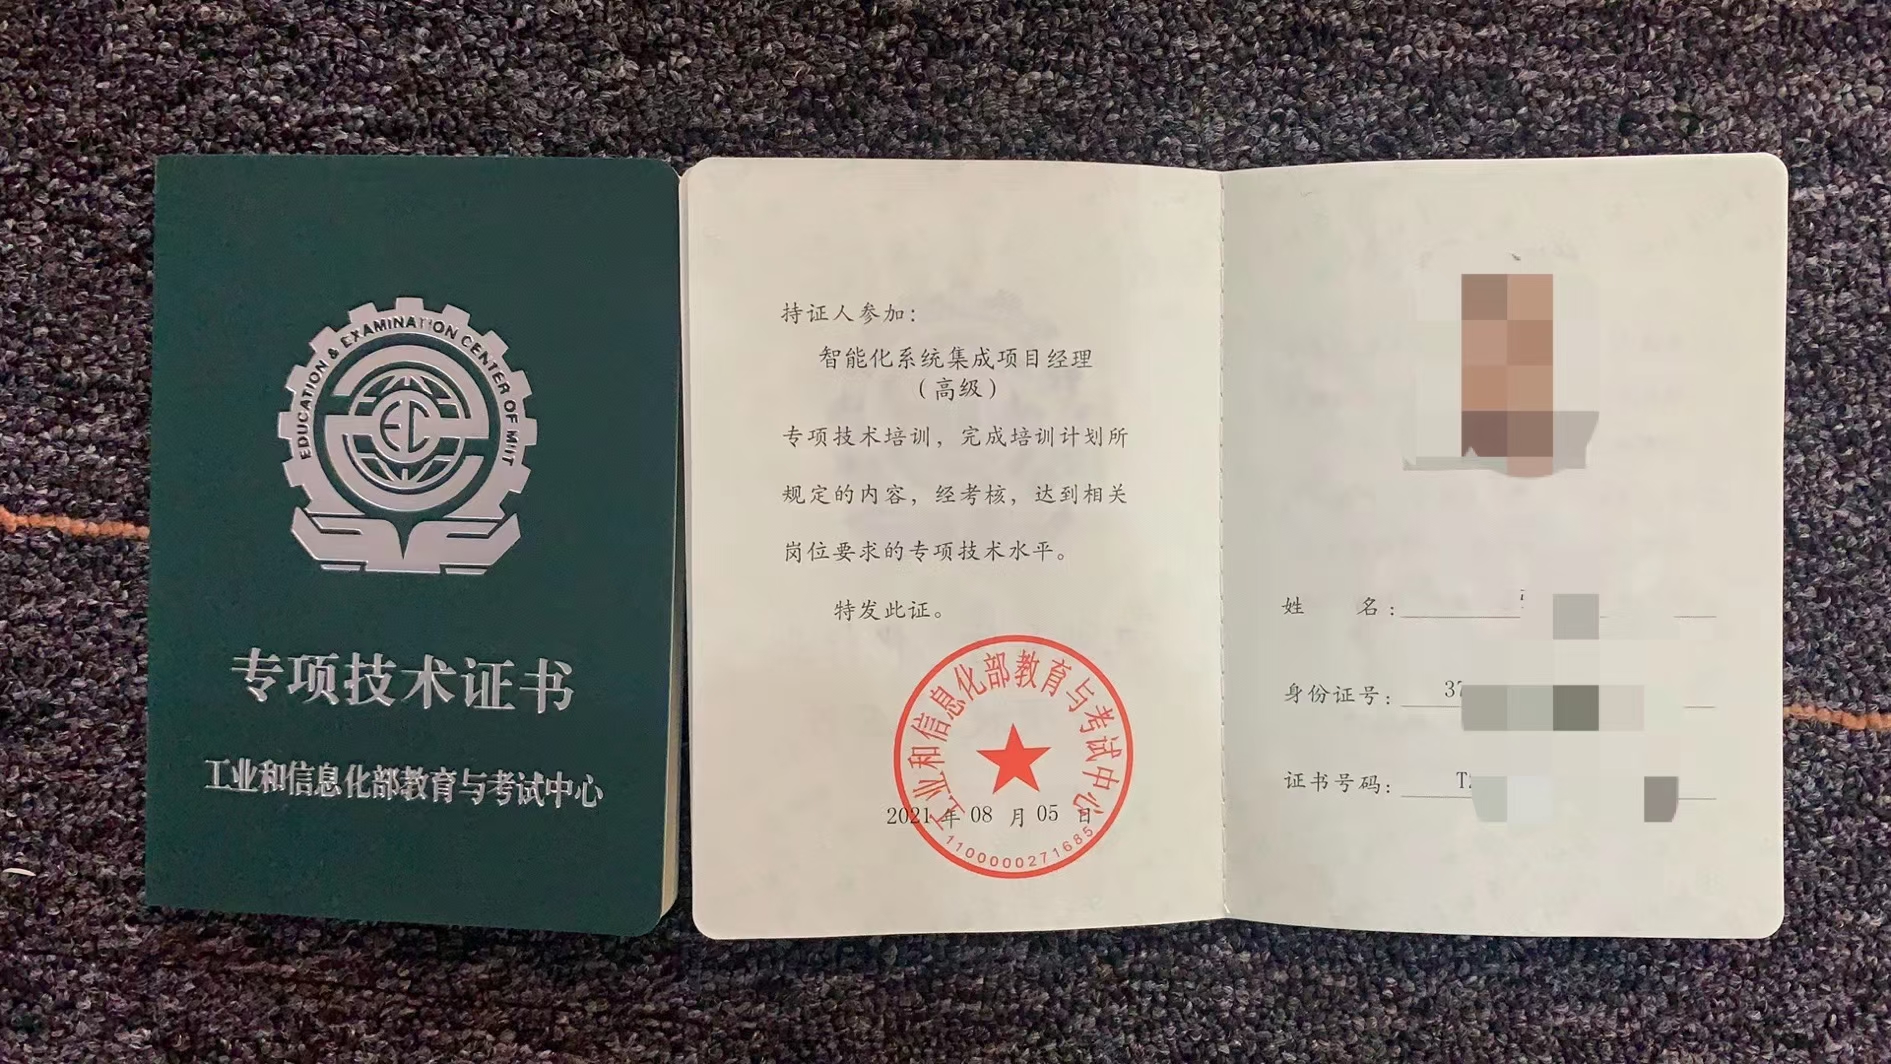 EDUCATION & EXAMINATION CENTER OF MIIT
EC
专项技术证书
工业和信息化部教育与考试中心
持证人参加：
智能化系统集成项目经理
（高级）
专项技术培训，完成培训计划所
规定的内容，经考核，达到相关
岗位要求的专项技术水平。
特发此证。
工业和信息化部教育与考试中心
2021 年 08 月 05 日
1100000271685
姓 名：
身份证号： 37
证书号码： T